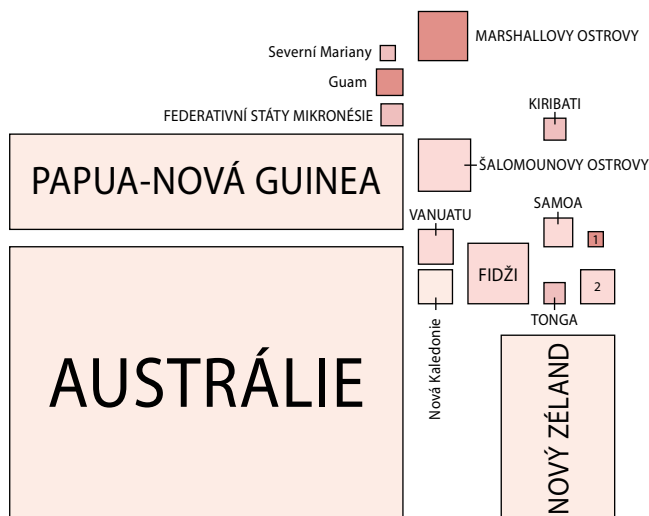 MARSHALLOVY OSTROVY
Severní Mariany
Guam
FEDERATIVNÍ STÁTY MIKRONÉSIE
KIRIBATI
PAPUA-NOVÁ GUINEA
ŠALOMOUNOVY OSTROVY
VANUATU
SAMOA
1
FIDŽI
2
TONGA
Nová Kaledonie
AUSTRÁLIE
NOVÝ ZÉLAND